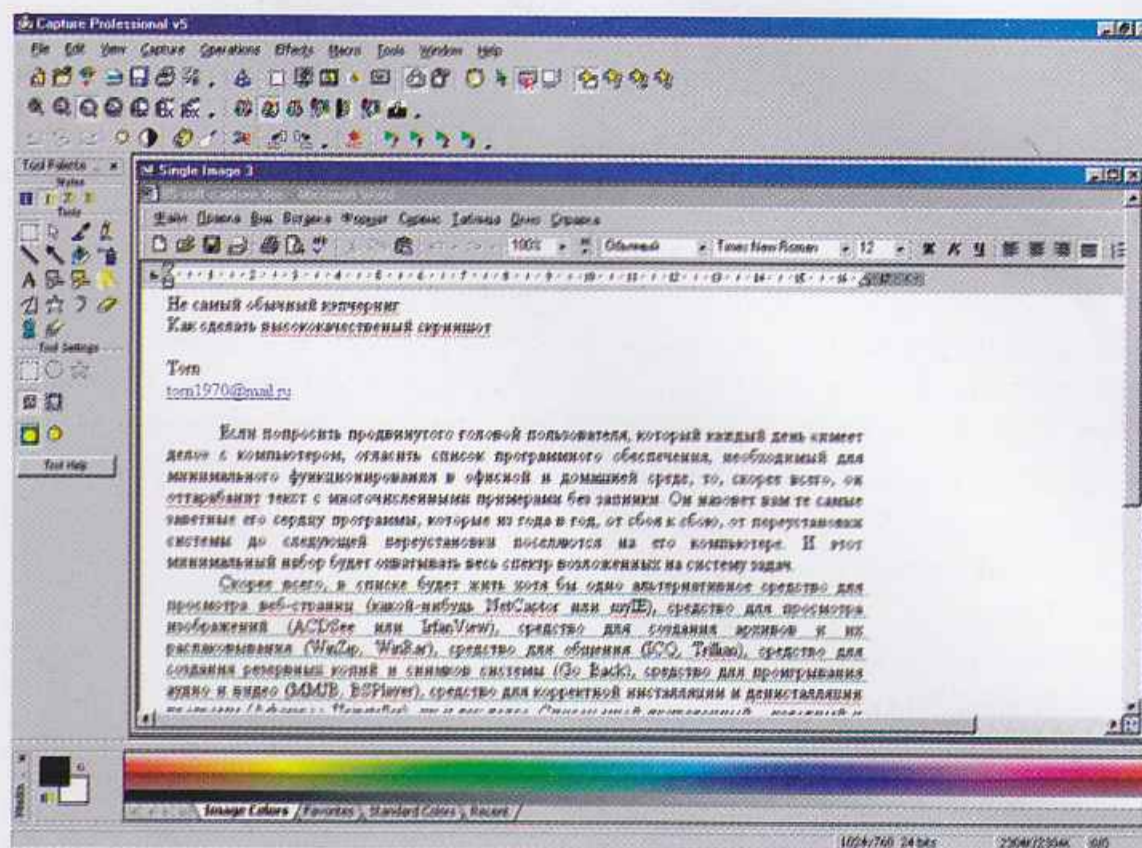 Capture Professional v5
File Edit View Capture Operations Effects Macro Tools Window Help
Tool Palette
Styles
Tools
Tool Settings
Tool Help
Single Image 3
Файл Правка Вид Вставка Формат Сервис Таблица Окно Справка
100% Обычный Times New Roman 12 Ж К Ч
Не самый обычный кэпчеринг
Как сделать высококачественый скриншот
Torn
torn1970@mail.ru
Если попросить продвинутого головой пользователя, который каждый день «имеет
дело» с компьютером, огласить список программного обеспечения, необходимый для
минимального функционирования в офисной и домашней среде, то, скорее всего, он
оттарабанит текст с многочисленными примерами без запинки. Он назовет вам те самые
заветные его сердцу программы, которые из года в год, от сбоя к сбою, от переустановки
системы до следующей переустановки поселяются на его компьютере. И этот
минимальный набор будет охватывать весь спектр возложенных на систему задач.
Скорее всего, в списке будет жить хотя бы одно альтернативное средство для
просмотра веб-страниц (какой-нибудь NetCaptor или myIE), средство для просмотра
изображений (ACDSee или IrfanView), средство для создания архивов и их
распаковывания (WinZip, WinRar), средство для общения (ICQ, Trillian), средство для
создания резервных копий и снимков системы (Go Back), средство для проигрывания
аудио и видео (MMJB, BSPlayer), средство для корректной инсталляции и деинсталляции
Image Colors Favorites Standard Colors Recent
1024/768 24 bits 2304K/2304K 0/0